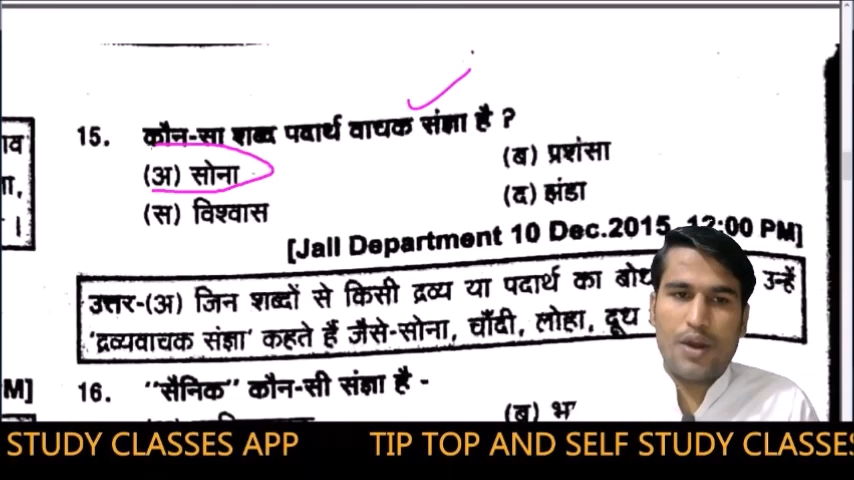 15. कौन-सा शब्द पदार्थ वाचक संज्ञा है ?
(अ) सोना (ब) प्रशंसा
(स) विश्वास (द) झंडा
[Jall Department 10 Dec.2015, 12:00 PM]
उत्तर-(अ) जिन शब्दों से किसी द्रव्य या पदार्थ का उन्हें
'द्रव्यवाचक संज्ञा' कहते हैं जैसे-सोना, चाँदी, लोहा, दूध
M] 16. "सैनिक" कौन-सी संज्ञा है -
(ब)
STUDY CLASSES APP TIP TOP AND SELF STUDY CLASSES